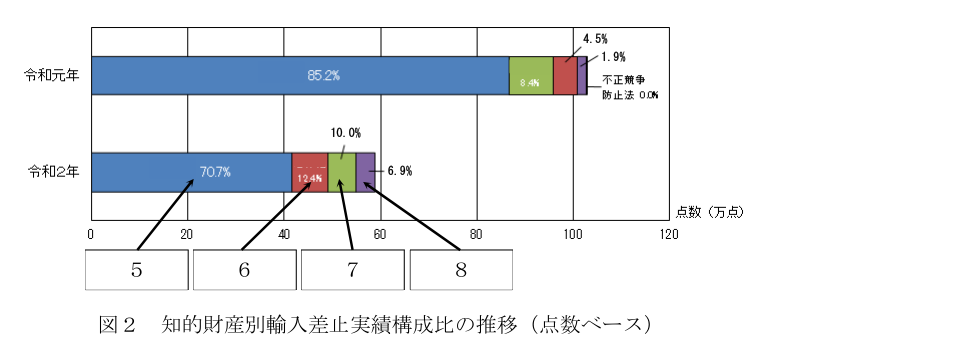 4.5%
1.9%
令和元年
85.2%
8.4%
不正競争
防止法 0.0%
10.0%
令和2年
70.7%
12.4%
6.9%
点数（万点）
0 20 40 60 80 100 120
5 6 7 8
図2 知的財産別輸入差止実績構成比の推移（点数ベース）